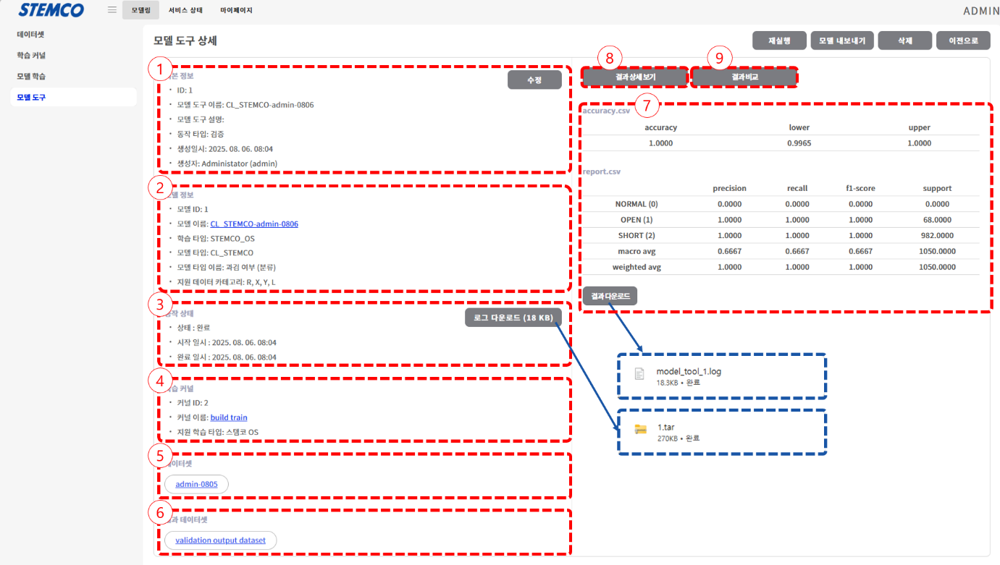 STEMCO
모델링
서비스 상태
마이페이지
ADMIN
데이터셋
학습 커널
모델 학습
모델 도구
모델 도구 상세
재실행
모델 내보내기
삭제
이전으로
1
본 정보
수정
• ID: 1
• 모델 도구 이름: CL_STEMCO-admin-0806
• 모델 도구 설명:
• 동작 타입: 검증
• 생성일시: 2025. 08. 06. 08:04
• 생성자: Administator (admin)
2
모델 정보
• 모델 ID: 1
• 모델 이름: CL_STEMCO-admin-0806
• 학습 타입: STEMCO_OS
• 모델 타입: CL_STEMCO
• 모델 타입 이름: 과검 여부 (분류)
• 지원 데이터 카테고리: R, X, Y, L
3
동작 상태
로그 다운로드 (18 KB)
• 상태 : 완료
• 시작 일시 : 2025. 08. 06. 08:04
• 완료 일시 : 2025. 08. 06. 08:04
4
습 커널
• 커널 ID: 2
• 커널 이름: build train
• 지원 학습 타입: 스템코 OS
5
이터셋
admin-0805
6
과 데이터셋
validation output dataset
8
결과 상세 보기
9
결과 비교
7
accuracy.csv
accuracy lower upper
1.0000 0.9965 1.0000
report.csv
precision recall f1-score support
NORMAL (0) 0.0000 0.0000 0.0000 0.0000
OPEN (1) 1.0000 1.0000 1.0000 68.0000
SHORT (2) 1.0000 1.0000 1.0000 982.0000
macro avg 0.6667 0.6667 0.6667 1050.0000
weighted avg 1.0000 1.0000 1.0000 1050.0000
결과 다운로드
model_tool_1.log
18.3KB • 완료
1.tar
270KB • 완료